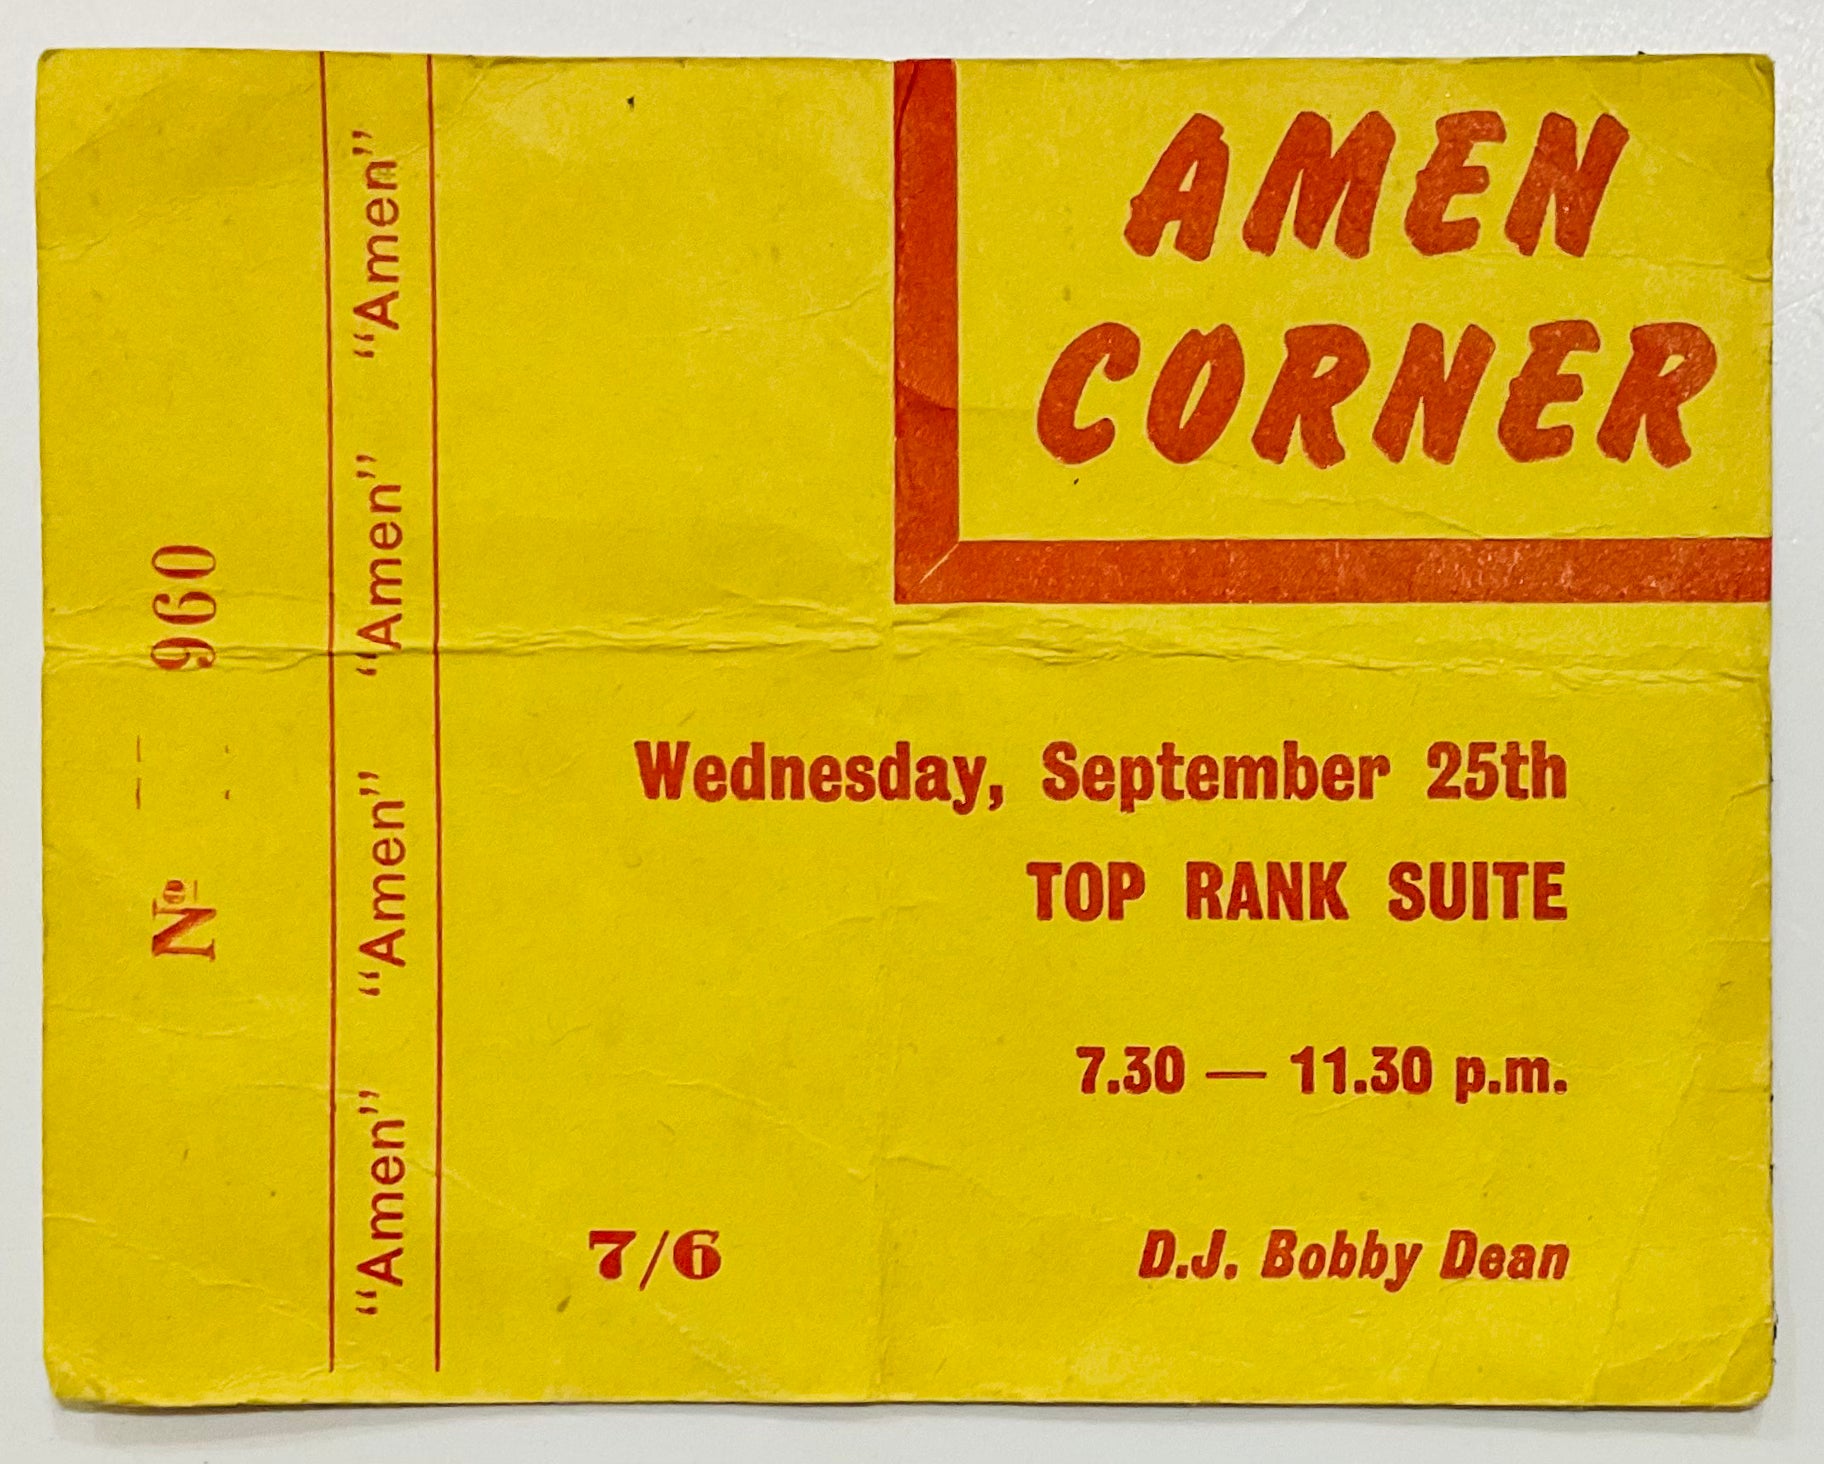 AMEN
CORNER
Wednesday, September 25th
TOP RANK SUITE
7.30 — 11.30 p.m.
7/6 D.J. Bobby Dean
"Amen" "Amen" "Amen" "Amen"
Nº 960